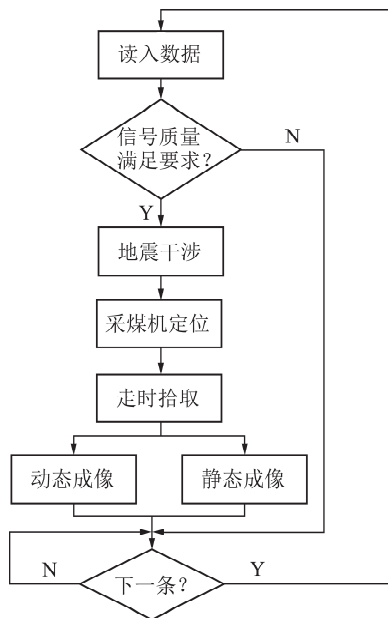 读入数据
信号质量
满足要求?
N
Y
地震干涉
采煤机定位
走时拾取
动态成像
静态成像
N
下一条?
Y